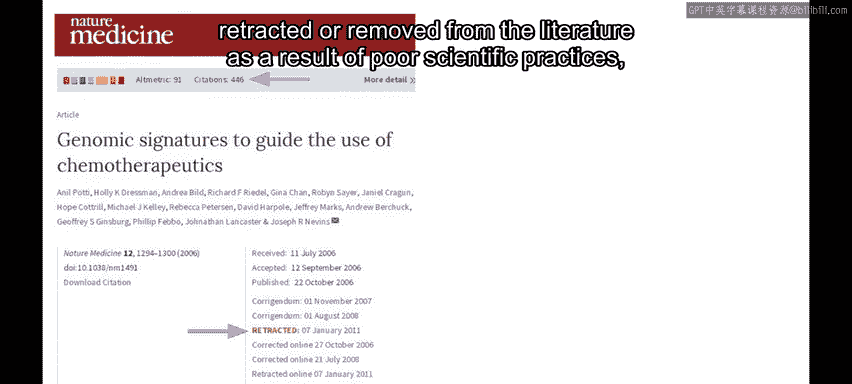 GPT中英字幕课程资源@bilibili.com
nature
medicine
retracted or removed from the literature
as a result of poor scientific practices,
Altmetric: 91 Citations: 446 More detail »
Article
Genomic signatures to guide the use of
chemotherapeutics
Anil Potti, Holly K Dressman, Andrea Bild, Richard F Riedel, Gina Chan, Robyn Sayer, Janiel Cragun,
Hope Cottrill, Michael J Kelley, Rebecca Petersen, David Harpole, Jeffrey Marks, Andrew Berchuck,
Geoffrey S Ginsburg, Phillip Febbo, Johnathan Lancaster & Joseph R Nevins
Nature Medicine 12, 1294–1300 (2006)
doi:10.1038/nm1491
Download Citation
Received: 11 July 2006
Accepted: 12 September 2006
Published: 22 October 2006
Corrigendum: 01 November 2007
Corrigendum: 01 August 2008
RETRACTED: 07 January 2011
Corrected online 27 October 2006
Corrected online 21 July 2008
Retracted online 07 January 2011